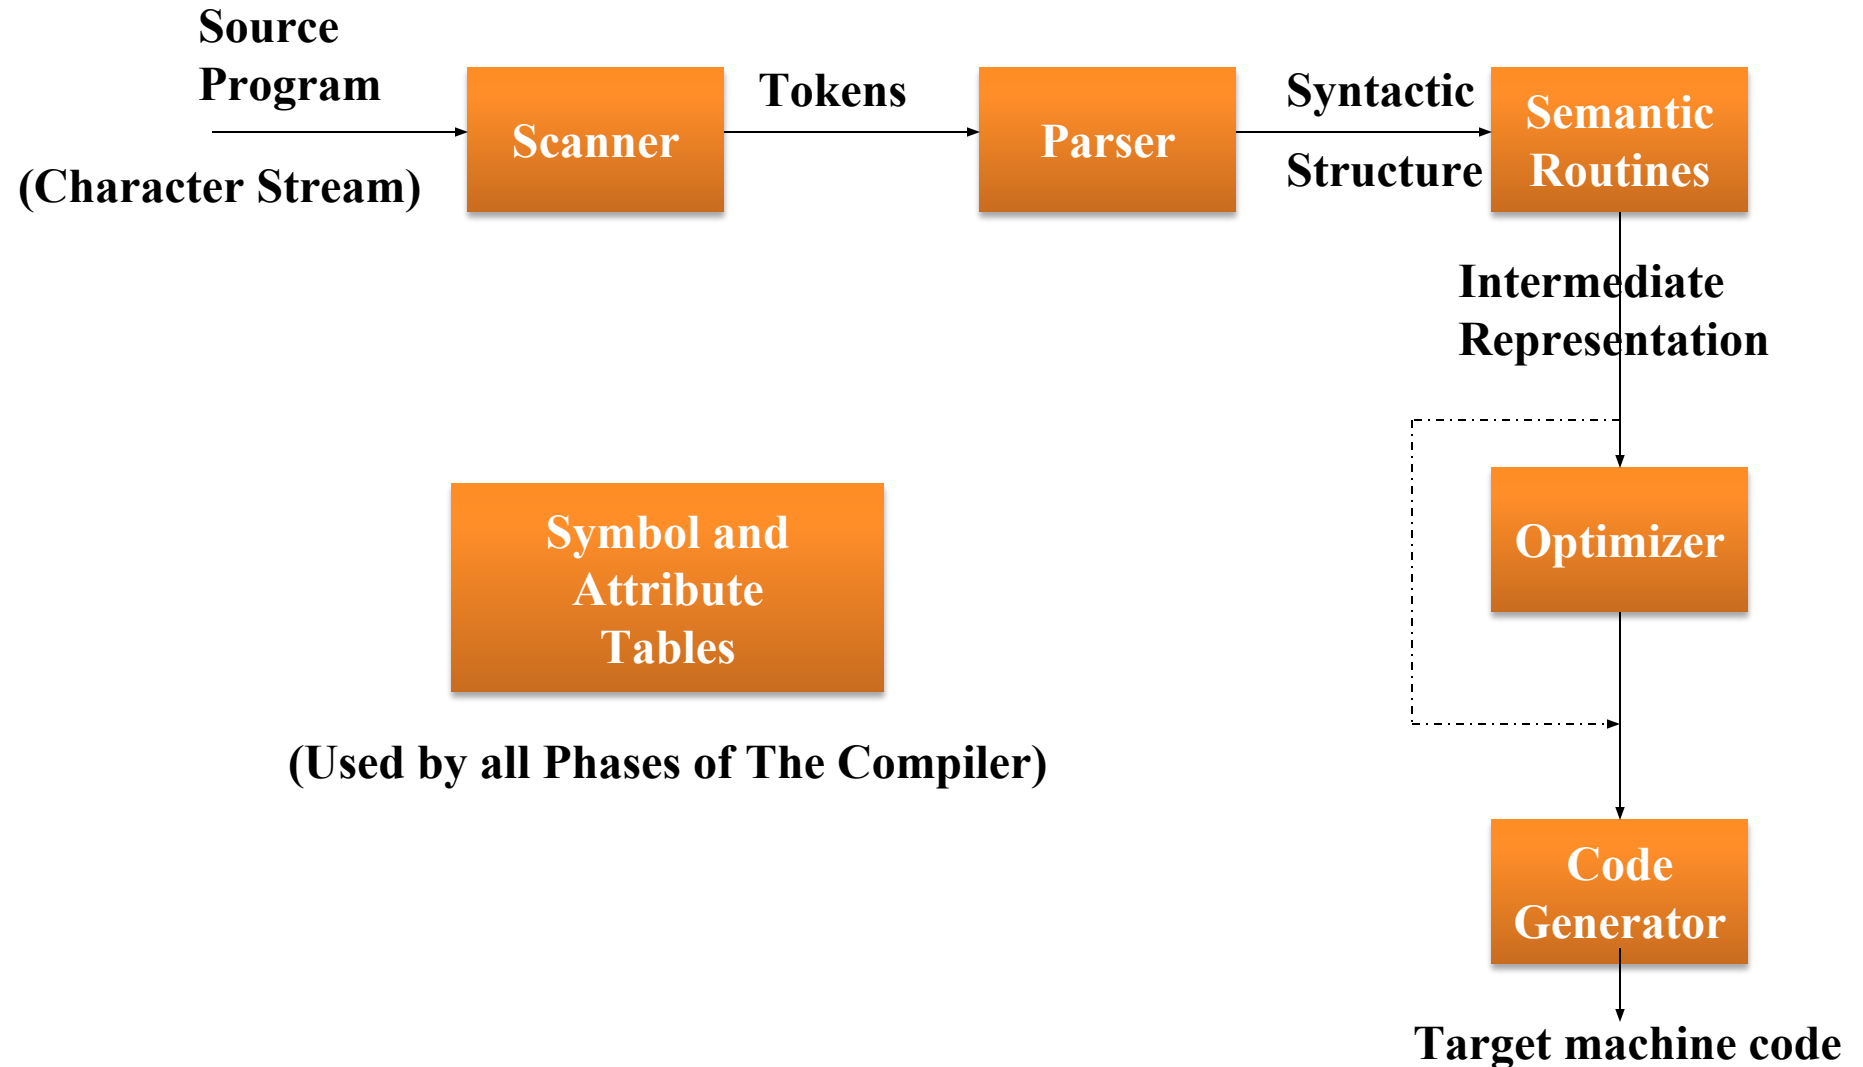 Source
Program
(Character Stream)
Scanner
Tokens
Parser
Syntactic
Structure
Semantic
Routines
Intermediate
Representation
Optimizer
Symbol and
Attribute
Tables
(Used by all Phases of The Compiler)
Code
Generator
Target machine code